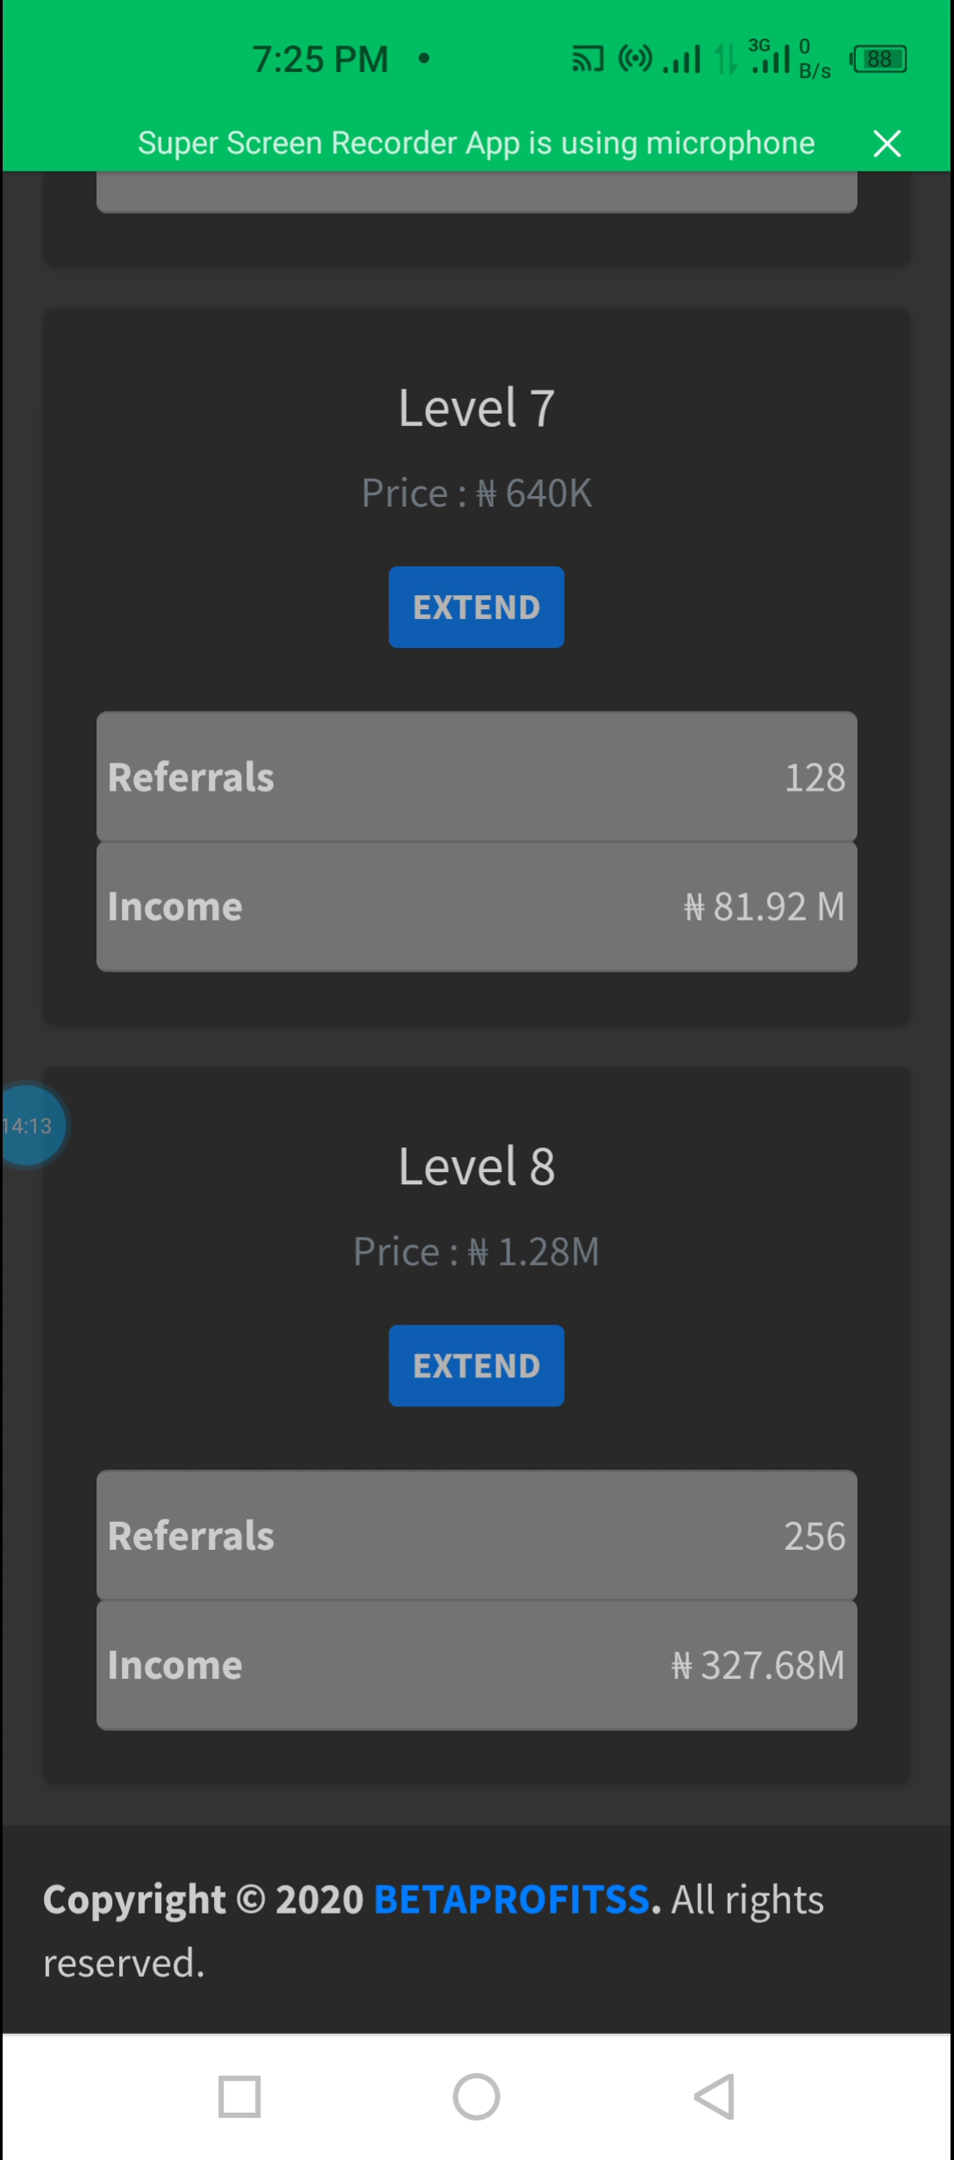 7:25 PM •
3G
0
B/s
88
Super Screen Recorder App is using microphone
Level 7
Price : ₦ 640K
EXTEND
Referrals 128
Income ₦ 81.92 M
14:13
Level 8
Price : ₦ 1.28M
EXTEND
Referrals 256
Income ₦ 327.68M
Copyright © 2020 BETAPROFITSS. All rights
reserved.